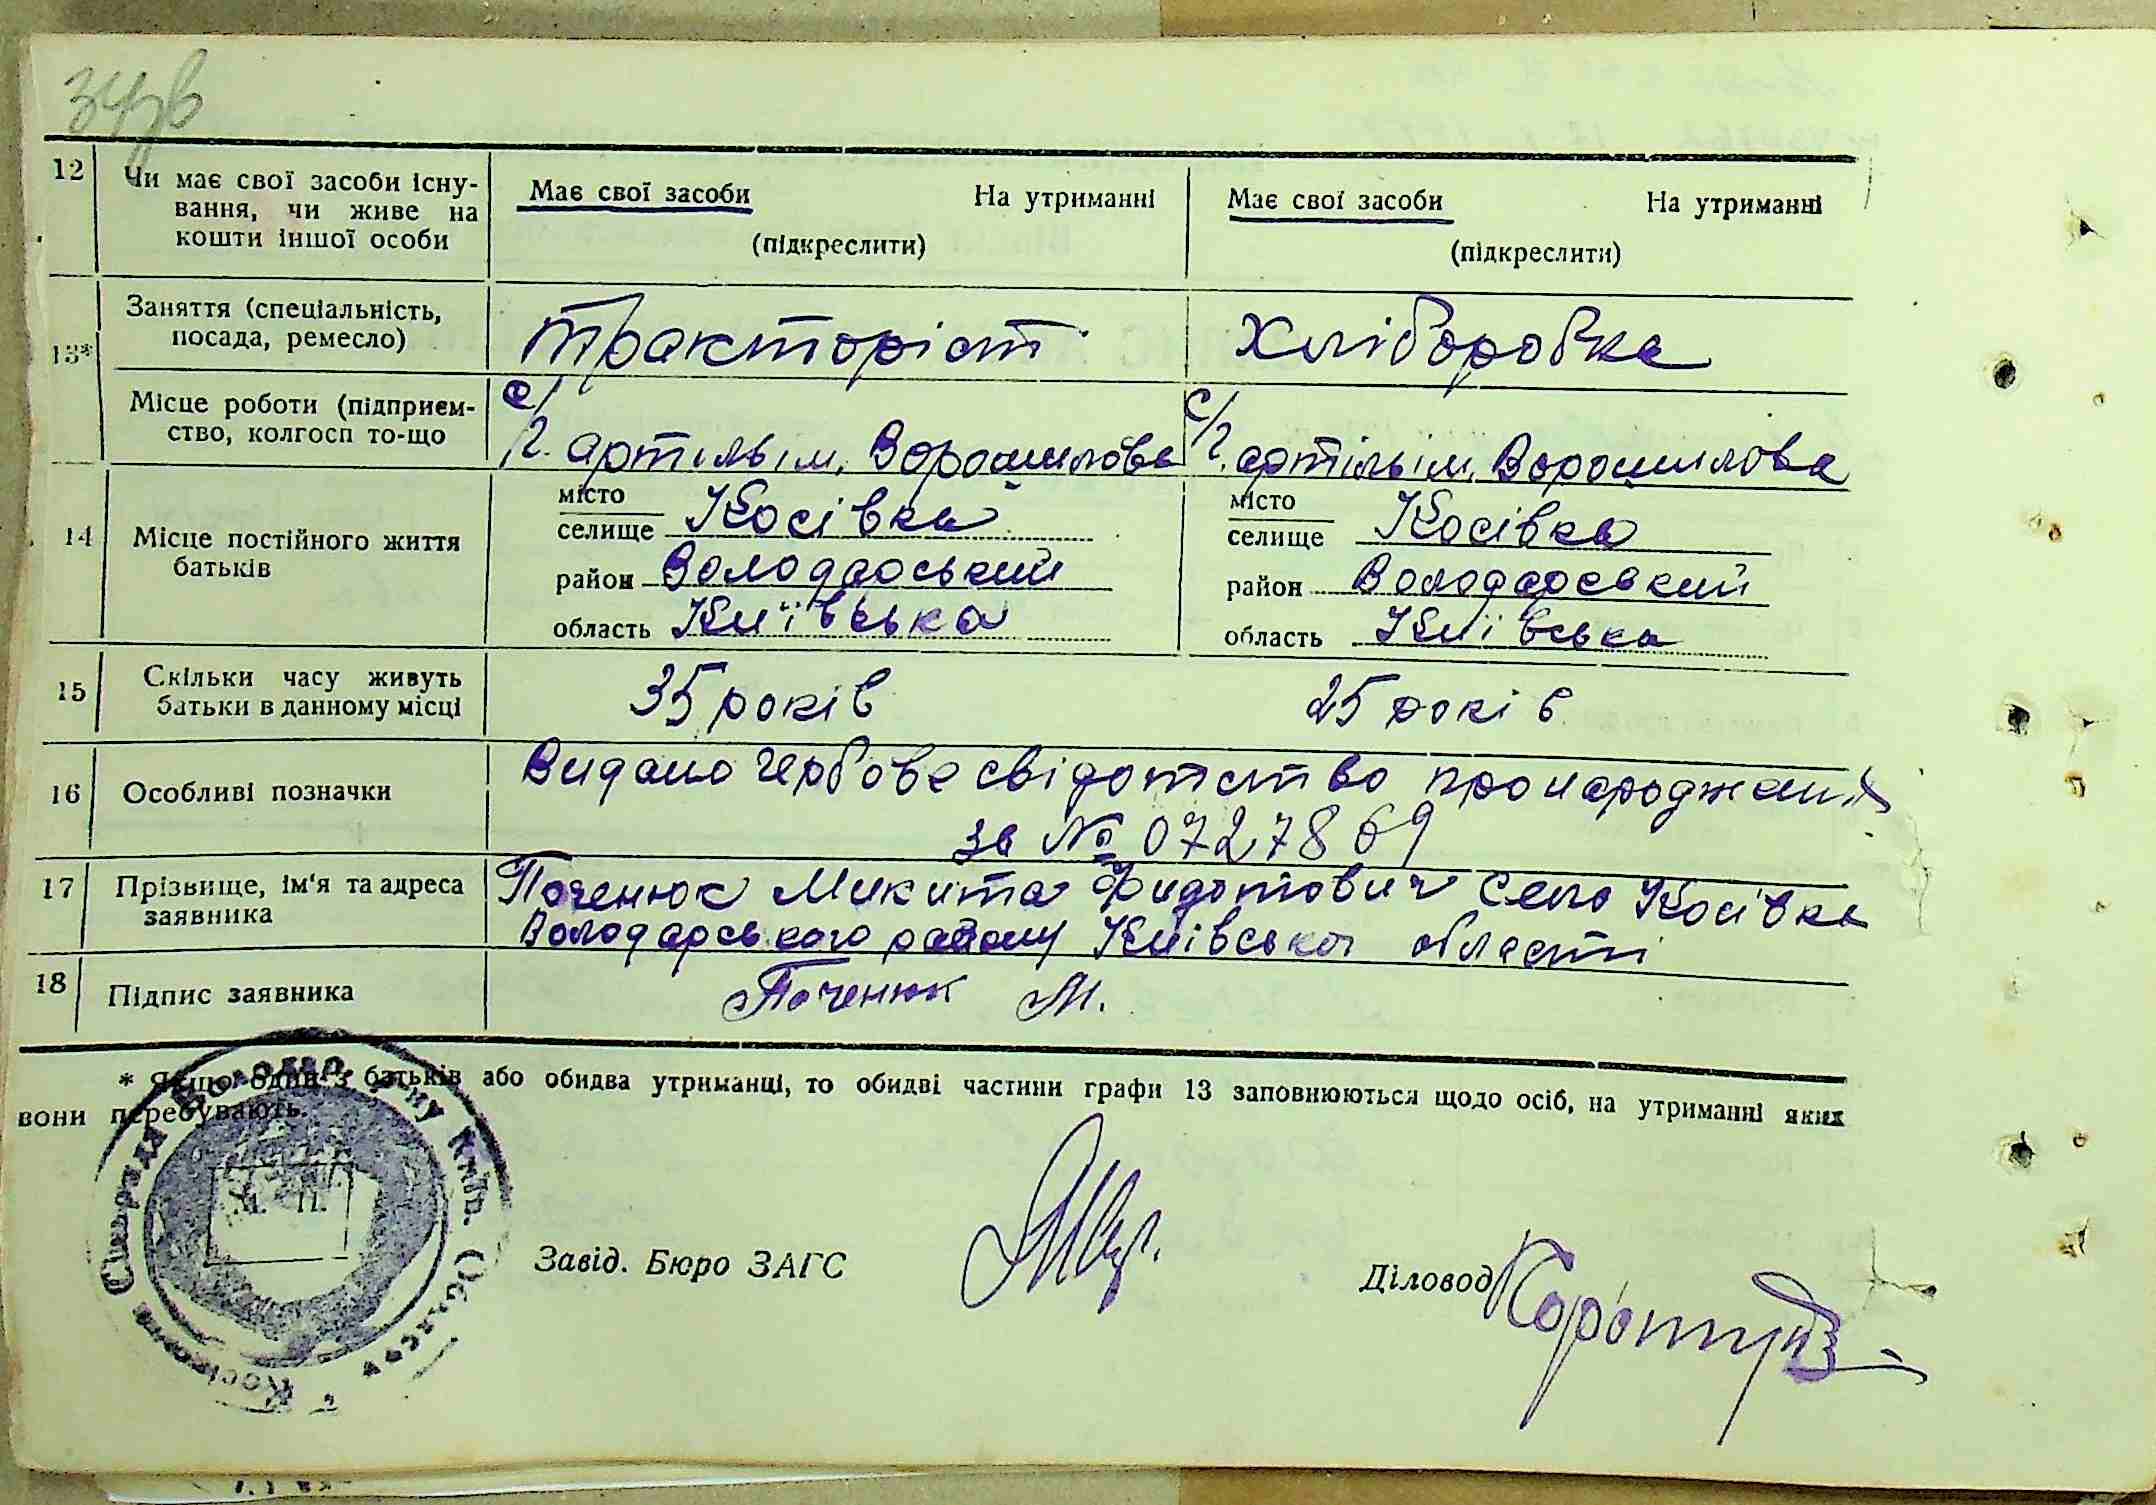 343в
12 Чи має свої засоби існу-
вання, чи живе на
кошти іншої особи
Має свої засоби На утриманні
(підкреслити)
Має свої засоби На утриманні
(підкреслити)
13*
Заняття (спеціальність,
посада, ремесло)
Тракторіст
Хліборобка
Місце роботи (підприєм-
ство, колгосп то-що
с/г. артіль ім. Ворошилова
с/г. артіль ім. Ворошилова
14 Місце постійного життя
батьків
місто
селище Косівка
район Володарський
область Київська
місто
селище Косівка
район Володарський
область Київська
15 Скільки часу живуть
батьки в данному місці
35 років
25 років
16 Особливі позначки
Видано гербове свідотство про народження
за № 0727869
17 Прізвище, ім'я та адреса
заявника
Поченюк Микита Фидотович Село Косівка
Володарського району Київської області
18 Підпис заявника
Поченюк М.
* Якщо один з батьків або обидва утриманці, то обидві частини графи 13 заповнюються щодо осіб, на утриманні яких
вони перебувають.
М. П.
Завід. Бюро ЗАГС
Діловод